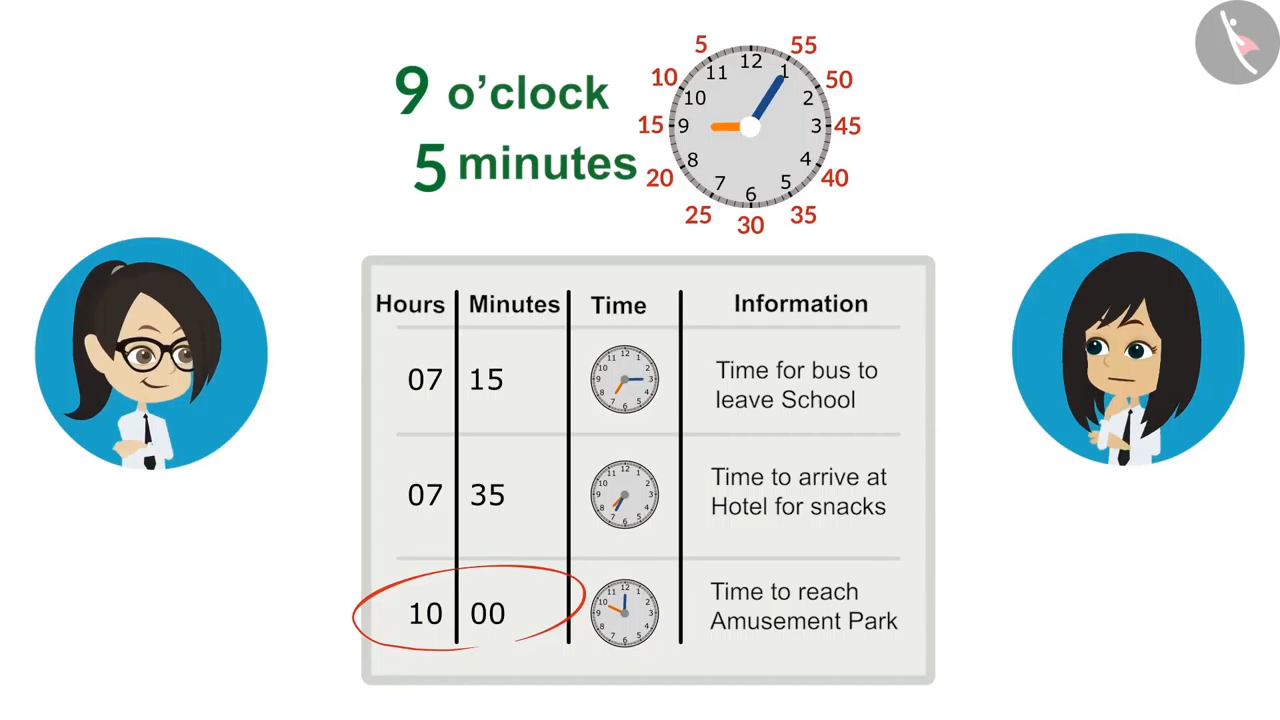 9 o'clock
5 minutes
5 55
10 50
15 45
20 40
25 35
30
12
11 1
10 2
9 3
8 4
7 5
6
Hours Minutes Time Information
07 15 Time for bus to
leave School
07 35 Time to arrive at
Hotel for snacks
10 00 Time to reach
Amusement Park